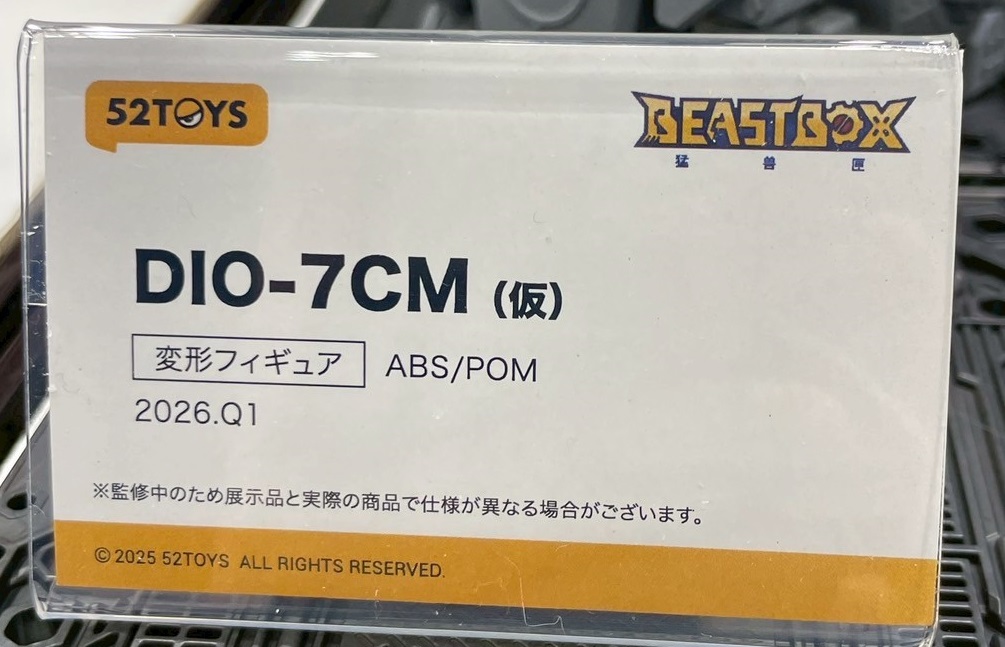 52TOYS
BEASTBOX
猛獣匣
DIO-7CM (仮)
変形フィギュア ABS/POM
2026.Q1
※監修中のため展示品と実際の商品で仕様が異なる場合がございます。
©2025 52TOYS ALL RIGHTS RESERVED.